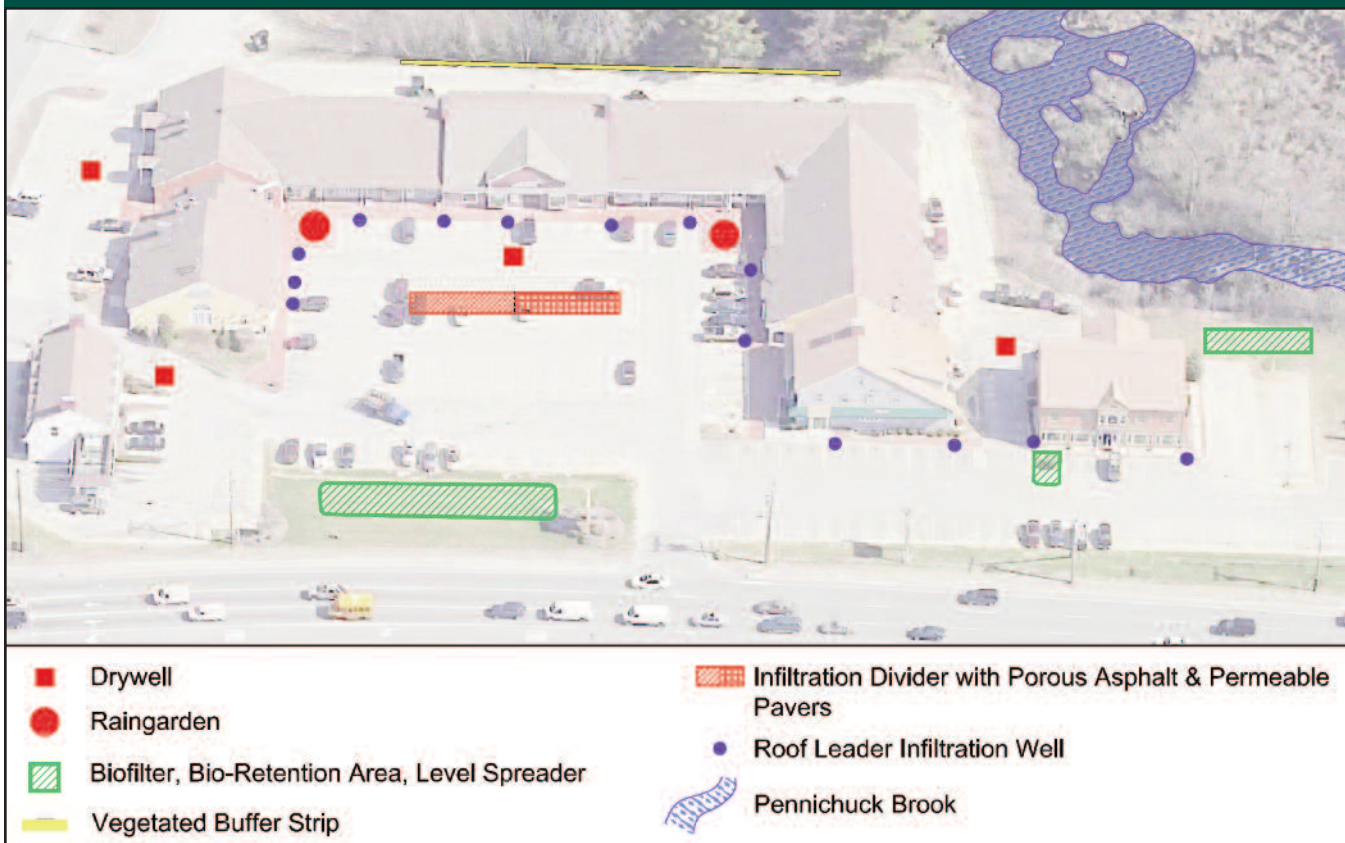 Drywell
Raingarden
Biofilter, Bio-Retention Area, Level Spreader
Vegetated Buffer Strip
Infiltration Divider with Porous Asphalt & Permeable
Pavers
Roof Leader Infiltration Well
Pennichuck Brook